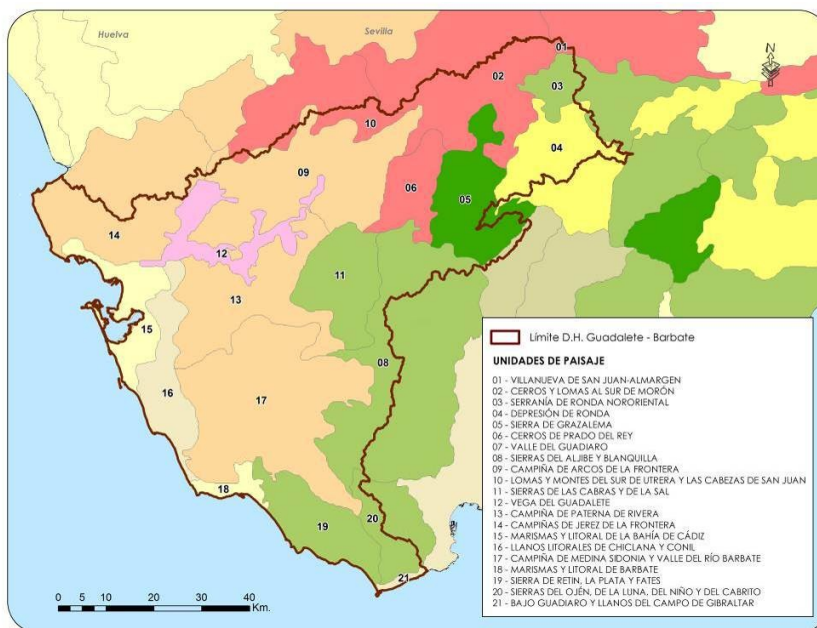 Huelva
Sevilla
01
N
02
03
10
04
09
06
05
14
12
11
13
15
08
16
17
18
19
20
21
0 5 10 20 30 40
Km.
Límite D.H. Guadalete - Barbate
UNIDADES DE PAISAJE
01 - VILLANUEVA DE SAN JUAN-ALMARGEN
02 - CERROS Y LOMAS AL SUR DE MORÓN
03 - SERRANÍA DE RONDA NORORIENTAL
04 - DEPRESIÓN DE RONDA
05 - SIERRA DE GRAZALEMA
06 - CERROS DE PRADO DEL REY
07 - VALLE DEL GUADIARO
08 - SIERRAS DEL ALJIBE Y BLANQUILLA
09 - CAMPIÑA DE ARCOS DE LA FRONTERA
10 - LOMAS Y MONTES DEL SUR DE UTRERA Y LAS CABEZAS DE SAN JUAN
11 - SIERRAS DE LAS CABRAS Y DE LA SAL
12 - VEGA DEL GUADALETE
13 - CAMPIÑA DE PATERNA DE RIVERA
14 - CAMPIÑAS DE JEREZ DE LA FRONTERA
15 - MARISMAS Y LITORAL DE LA BAHÍA DE CÁDIZ
16 - LLANOS LITORALES DE CHICLANA Y CONIL
17 - CAMPIÑA DE MEDINA SIDONIA Y VALLE DEL RÍO BARBATE
18 - MARISMAS Y LITORAL DE BARBATE
19 - SIERRA DE RETIN, LA PLATA Y FATES
20 - SIERRAS DEL OJÉN, DE LA LUNA, DEL NIÑO Y DEL CABRITO
21 - BAJO GUADIARO Y LLANOS DEL CAMPO DE GIBRALTAR